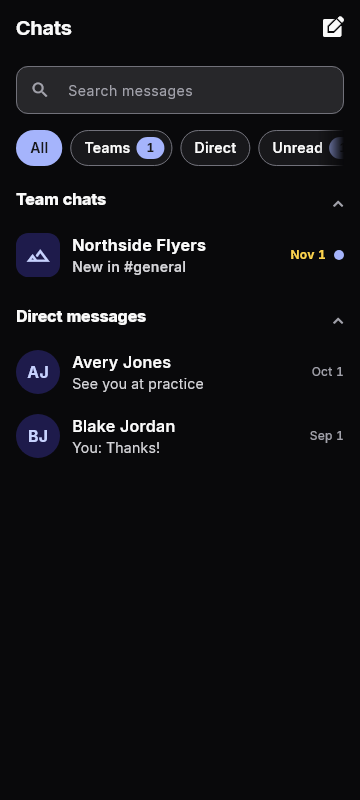 Chats
Search messages
All
Teams 1
Direct
Unread
Team chats
Northside Flyers
New in #general
Nov 1
Direct messages
AJ
Avery Jones
See you at practice
Oct 1
BJ
Blake Jordan
You: Thanks!
Sep 1